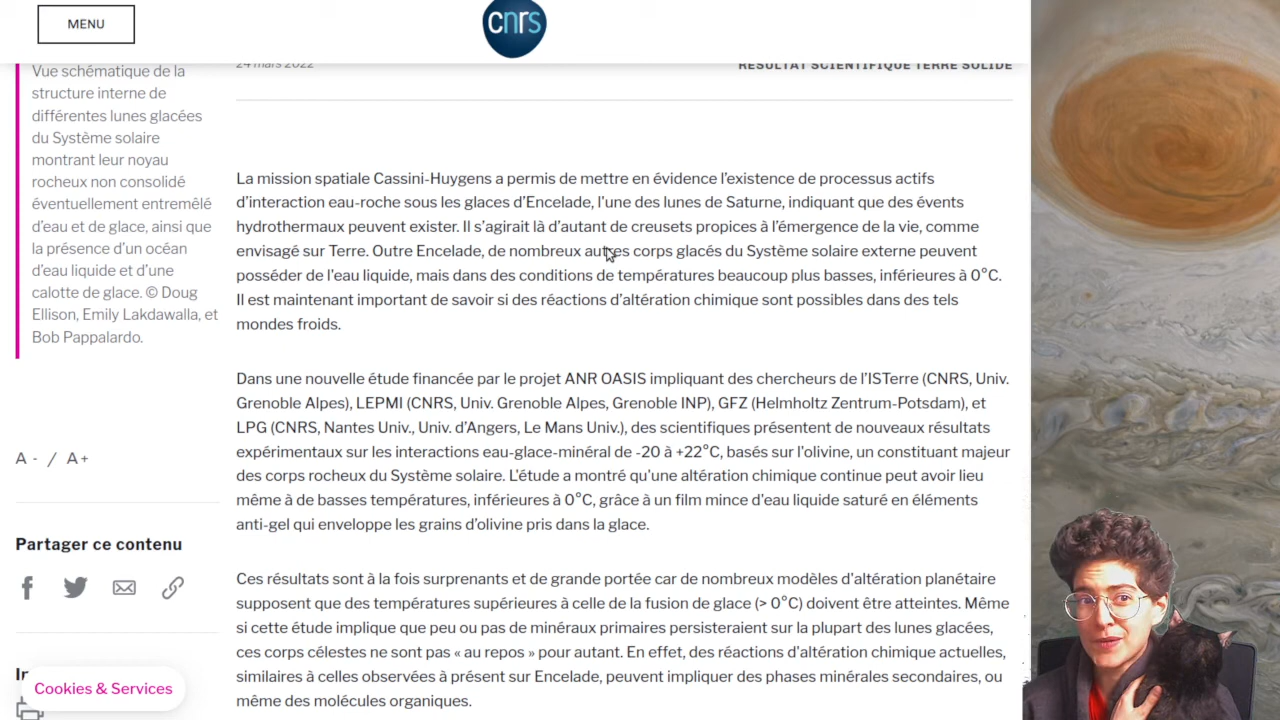 MENU
cnrs
24 mars 2022
RÉSULTAT SCIENTIFIQUE TERRE SOLIDE
Vue schématique de la
structure interne de
différentes lunes glacées
du Système solaire
montrant leur noyau
rocheux non consolidé
éventuellement entremêlé
d'eau et de glace, ainsi que
la présence d'un océan
d'eau liquide et d'une
calotte de glace. © Doug
Ellison, Emily Lakdawalla, et
Bob Pappalardo.
A - / A+
Partager ce contenu
Cookies & Services
La mission spatiale Cassini-Huygens a permis de mettre en évidence l'existence de processus actifs
d'interaction eau-roche sous les glaces d'Encelade, l'une des lunes de Saturne, indiquant que des évents
hydrothermaux peuvent exister. Il s'agirait là d'autant de creusets propices à l'émergence de la vie, comme
envisagé sur Terre. Outre Encelade, de nombreux autres corps glacés du Système solaire externe peuvent
posséder de l'eau liquide, mais dans des conditions de températures beaucoup plus basses, inférieures à 0°C.
Il est maintenant important de savoir si des réactions d'altération chimique sont possibles dans des tels
mondes froids.
Dans une nouvelle étude financée par le projet ANR OASIS impliquant des chercheurs de l'ISTerre (CNRS, Univ.
Grenoble Alpes), LEPMI (CNRS, Univ. Grenoble Alpes, Grenoble INP), GFZ (Helmholtz Zentrum-Potsdam), et
LPG (CNRS, Nantes Univ., Univ. d'Angers, Le Mans Univ.), des scientifiques présentent de nouveaux résultats
expérimentaux sur les interactions eau-glace-minéral de -20 à +22°C, basés sur l'olivine, un constituant majeur
des corps rocheux du Système solaire. L'étude a montré qu'une altération chimique continue peut avoir lieu
même à de basses températures, inférieures à 0°C, grâce à un film mince d'eau liquide saturé en éléments
anti-gel qui enveloppe les grains d'olivine pris dans la glace.
Ces résultats sont à la fois surprenants et de grande portée car de nombreux modèles d'altération planétaire
supposent que des températures supérieures à celle de la fusion de glace (> 0°C) doivent être atteintes. Même
si cette étude implique que peu ou pas de minéraux primaires persisteraient sur la plupart des lunes glacées,
ces corps célestes ne sont pas « au repos » pour autant. En effet, des réactions d'altération chimique actuelles,
similaires à celles observées à présent sur Encelade, peuvent impliquer des phases minérales secondaires, ou
même des molécules organiques.